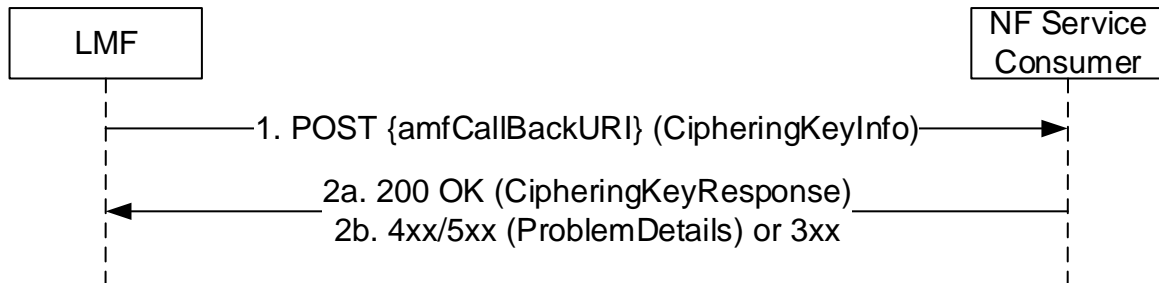 LMF
NF Service
Consumer
1. POST {amfCallBackURI} (CipheringKeyInfo)
2a. 200 OK (CipheringKeyResponse)
2b. 4xx/5xx (ProblemDetails) or 3xx